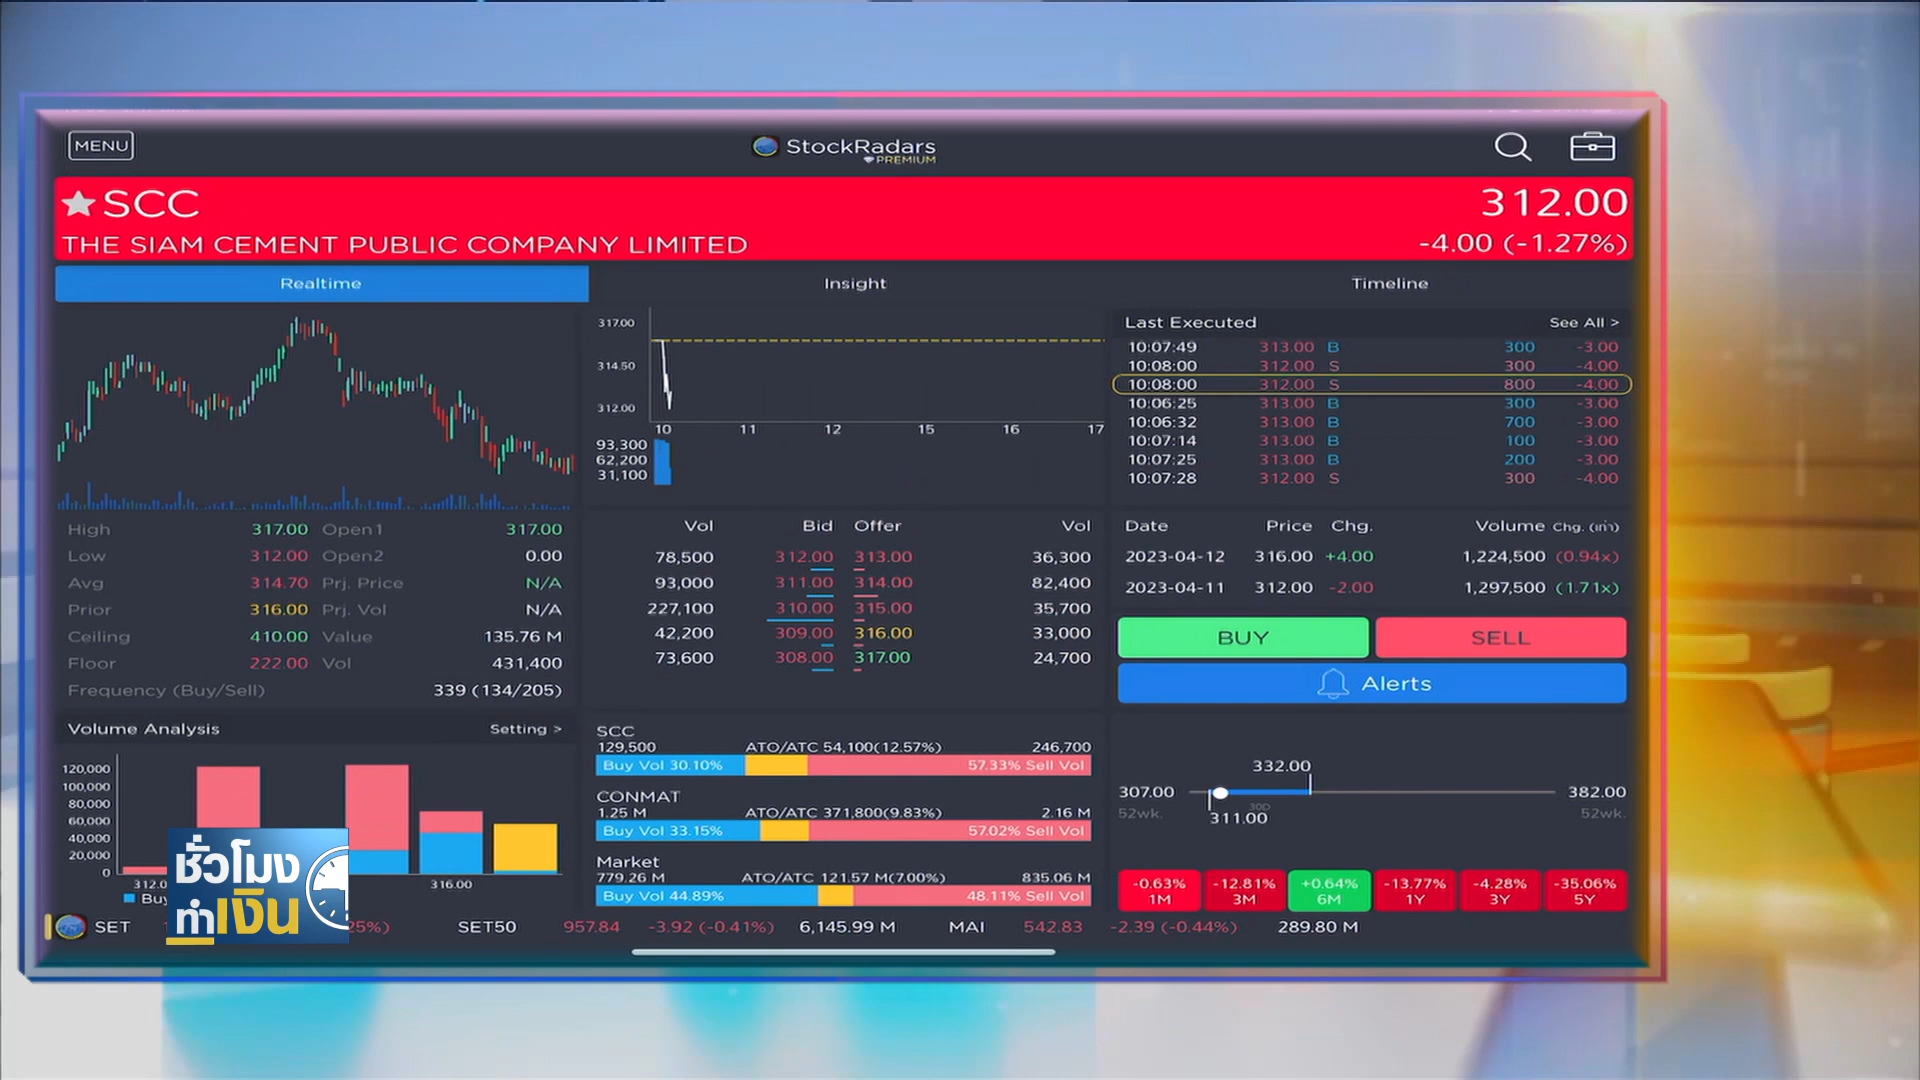 MENU
StockRadars
PREMIUM
SCC
312.00
THE SIAM CEMENT PUBLIC COMPANY LIMITED
-4.00 (-1.27%)
Realtime
Insight
Timeline
317.00
314.50
312.00
10 11 12 15 16 17
93,300
62,200
31,100
Last Executed See All >
10:07:49 313.00 B 300 -3.00
10:08:00 312.00 S 300 -4.00
10:08:00 312.00 S 800 -4.00
10:06:25 313.00 B 300 -3.00
10:06:32 313.00 B 700 -3.00
10:07:14 313.00 B 100 -3.00
10:07:25 313.00 B 200 -3.00
10:07:28 312.00 S 300 -4.00
High 317.00 Open1 317.00
Low 312.00 Open2 0.00
Avg 314.70 Prj. Price N/A
Prior 316.00 Prj. Vol N/A
Ceiling 410.00 Value 135.76 M
Floor 222.00 Vol 431,400
Frequency (Buy/Sell) 339 (134/205)
Vol Bid Offer Vol
78,500 312.00 313.00 36,300
93,000 311.00 314.00 82,400
227,100 310.00 315.00 35,700
42,200 309.00 316.00 33,000
73,600 308.00 317.00 24,700
Date Price Chg. Volume Chg. (เท่า)
2023-04-12 316.00 +4.00 1,224,500 (0.94x)
2023-04-11 312.00 -2.00 1,297,500 (1.71x)
BUY
SELL
Alerts
Volume Analysis Setting >
120,000
100,000
80,000
60,000
40,000
20,000
0
312.0 316.00
Buy
SCC
129,500 ATO/ATC 54,100(12.57%) 246,700
Buy Vol 30.10% 57.33% Sell Vol
CONMAT
1.25 M ATO/ATC 371,800(9.83%) 2.16 M
Buy Vol 33.15% 57.02% Sell Vol
Market
779.26 M ATO/ATC 121.57 M(7.00%) 835.06 M
Buy Vol 44.89% 48.11% Sell Vol
332.00
307.00 382.00
52wk. 30D 52wk.
311.00
-0.63% -12.81% +0.64% -13.77% -4.28% -35.06%
1M 3M 6M 1Y 3Y 5Y
ชั่วโมง
ทำเงิน
SET 25%) SET50 957.84 -3.92 (-0.41%) 6,145.99 M MAI 542.83 -2.39 (-0.44%) 289.80 M